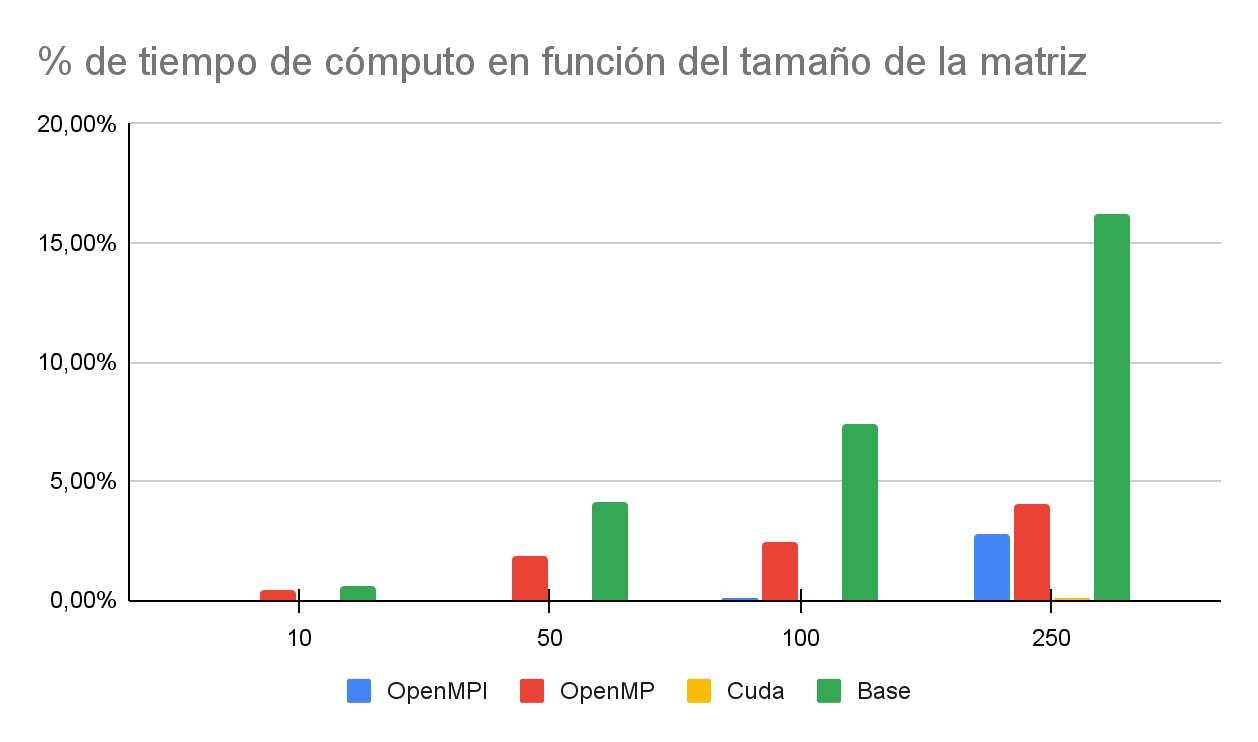 % de tiempo de cómputo en función del tamaño de la matriz
20,00%
15,00%
10,00%
5,00%
0,00%
10 50 100 250
OpenMPI OpenMP Cuda Base